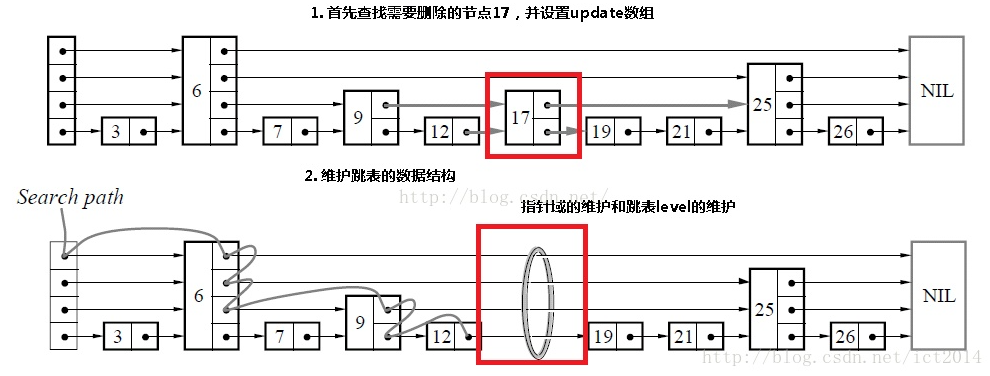 1. 首先查找需要删除的节点17，并设置update数组
6
9
17
25
NIL
3
7
12
19
21
26
2. 维护跳表的数据结构
http://blog.csdn.net/
Search path
指针域的维护和跳表level的维护
6
9
25
NIL
3
7
12
19
21
26
http://blog.csdn.net/ict2014